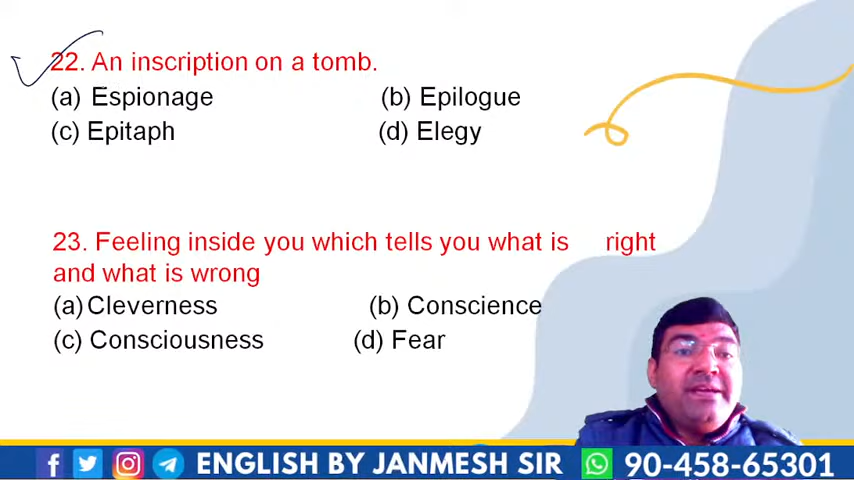 22. An inscription on a tomb.
(a) Espionage (b) Epilogue
(c) Epitaph (d) Elegy
23. Feeling inside you which tells you what is right
and what is wrong
(a) Cleverness (b) Conscience
(c) Consciousness (d) Fear
ENGLISH BY JANMESH SIR 90-458-65301